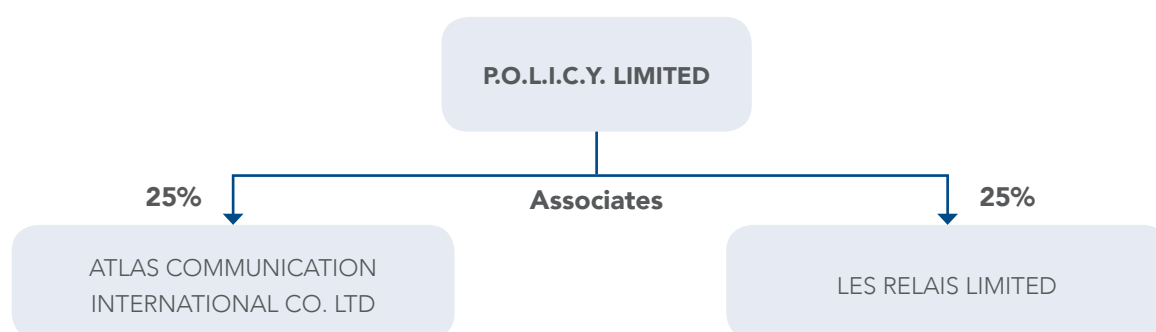 P.O.L.I.C.Y. LIMITED
25%
Associates
25%
ATLAS COMMUNICATION
INTERNATIONAL CO. LTD
LES RELAIS LIMITED